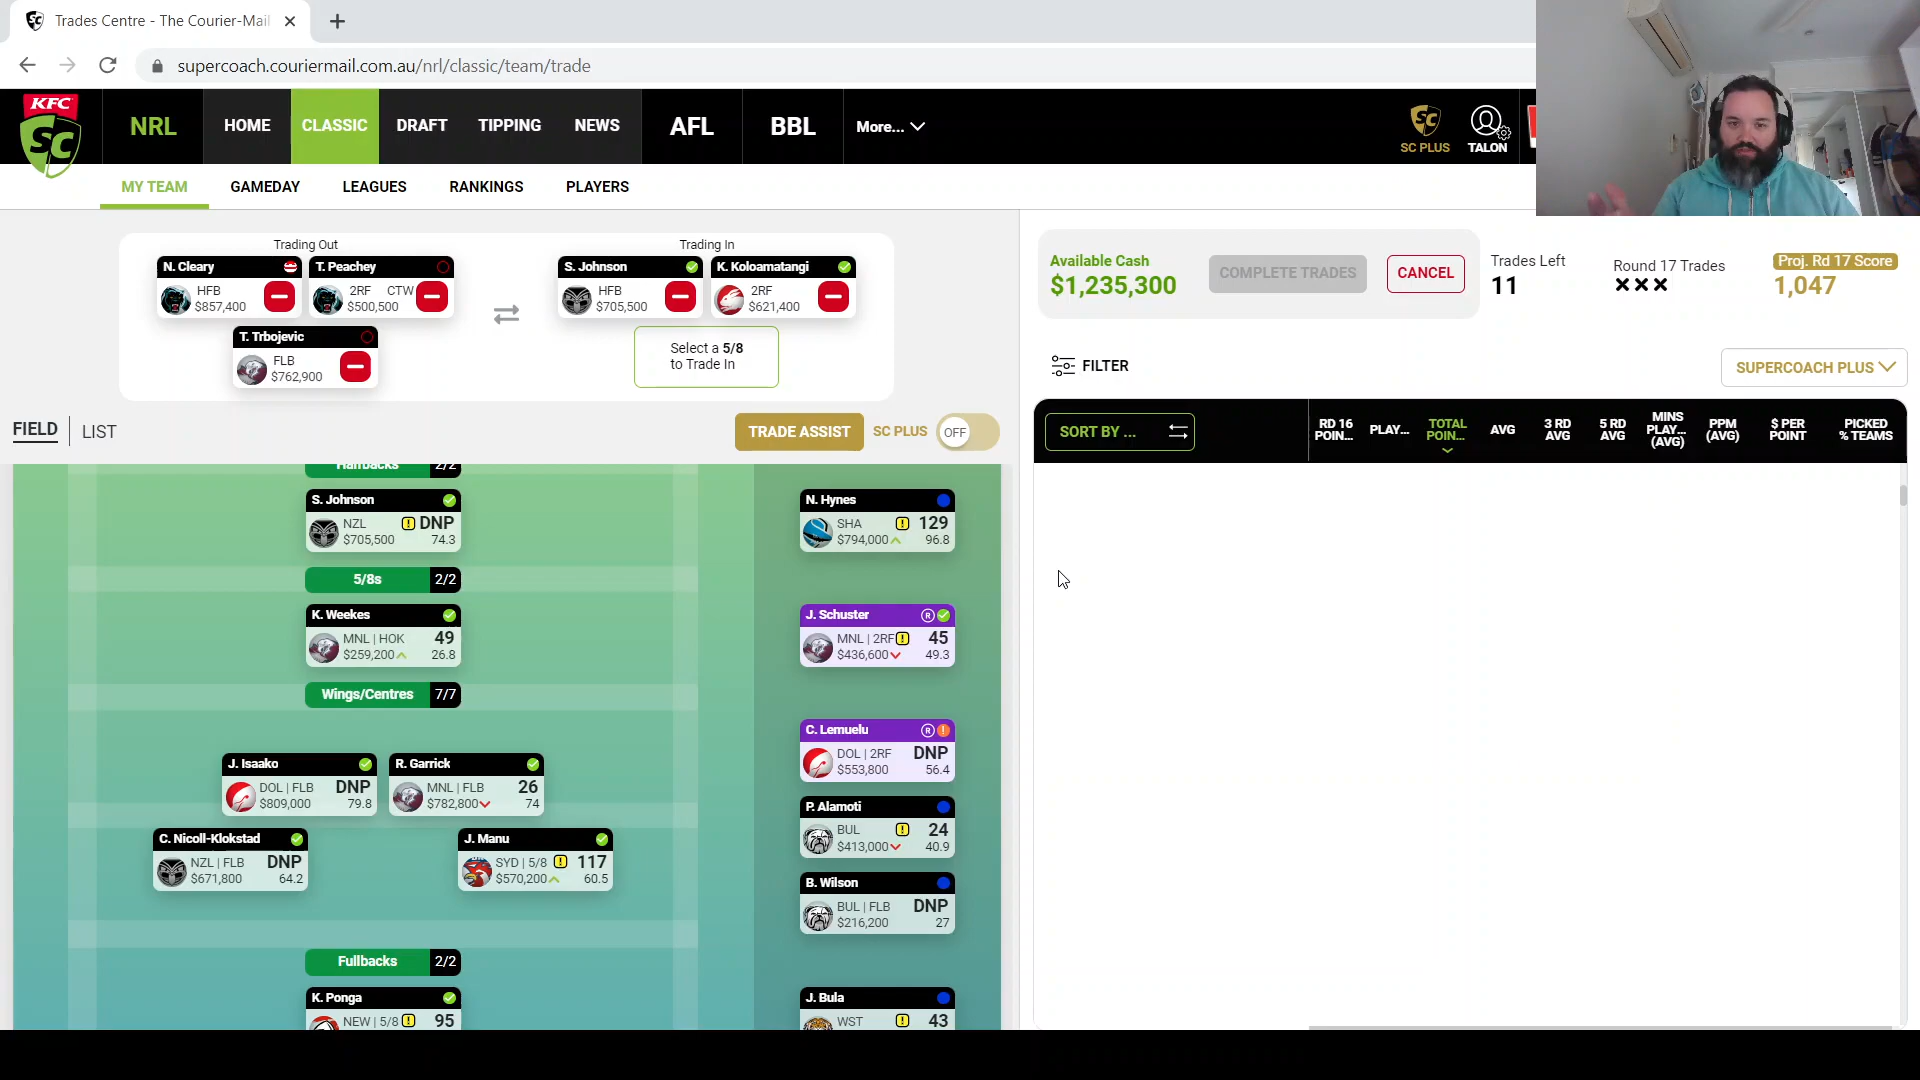 Trades Centre - The Courier-Mail
supercoach.couriermail.com.au/nrl/classic/team/trade
KFC
SC
NRL
HOME
CLASSIC
DRAFT
TIPPING
NEWS
AFL
BBL
More...
SC
SC PLUS
TALON
MY TEAM
GAMEDAY
LEAGUES
RANKINGS
PLAYERS
Trading Out
Trading In
N. Cleary
HFB
$857,400
T. Peachey
2RF CTW
$500,500
T. Trbojevic
FLB
$762,900
S. Johnson
HFB
$705,500
K. Koloamatangi
2RF
$621,400
Select a 5/8
to Trade In
Available Cash
$1,235,300
COMPLETE TRADES
CANCEL
Trades Left
11
Round 17 Trades
Proj. Rd 17 Score
1,047
FILTER
SUPERCOACH PLUS
FIELD
LIST
TRADE ASSIST
SC PLUS
OFF
SORT BY ...
RD 16
POIN...
PLAY...
TOTAL
POIN...
AVG
3 RD
AVG
5 RD
AVG
MINS
PLAY...
(AVG)
PPM
(AVG)
$ PER
POINT
PICKED
% TEAMS
Halfbacks 2/2
S. Johnson
NZL ! DNP
$705,500 74.3
N. Hynes
SHA ! 129
$794,000 96.8
5/8s 2/2
K. Weekes
MNL | HOK 49
$259,200 26.8
J. Schuster R
MNL | 2RF ! 45
$436,600 49.3
Wings/Centres 7/7
C. Lemuelu R !
DOL | 2RF DNP
$553,800 56.4
J. Isaako
DOL | FLB DNP
$809,000 79.8
R. Garrick
MNL | FLB 26
$782,800 74
P. Alamoti
BUL ! 24
$413,000 40.9
C. Nicoll-Klokstad
NZL | FLB DNP
$671,800 64.2
J. Manu
SYD | 5/8 ! 117
$570,200 60.5
B. Wilson
BUL | FLB DNP
$216,200 27
Fullbacks 2/2
K. Ponga
NEW | 5/8 ! 95
J. Bula
WST ! 43